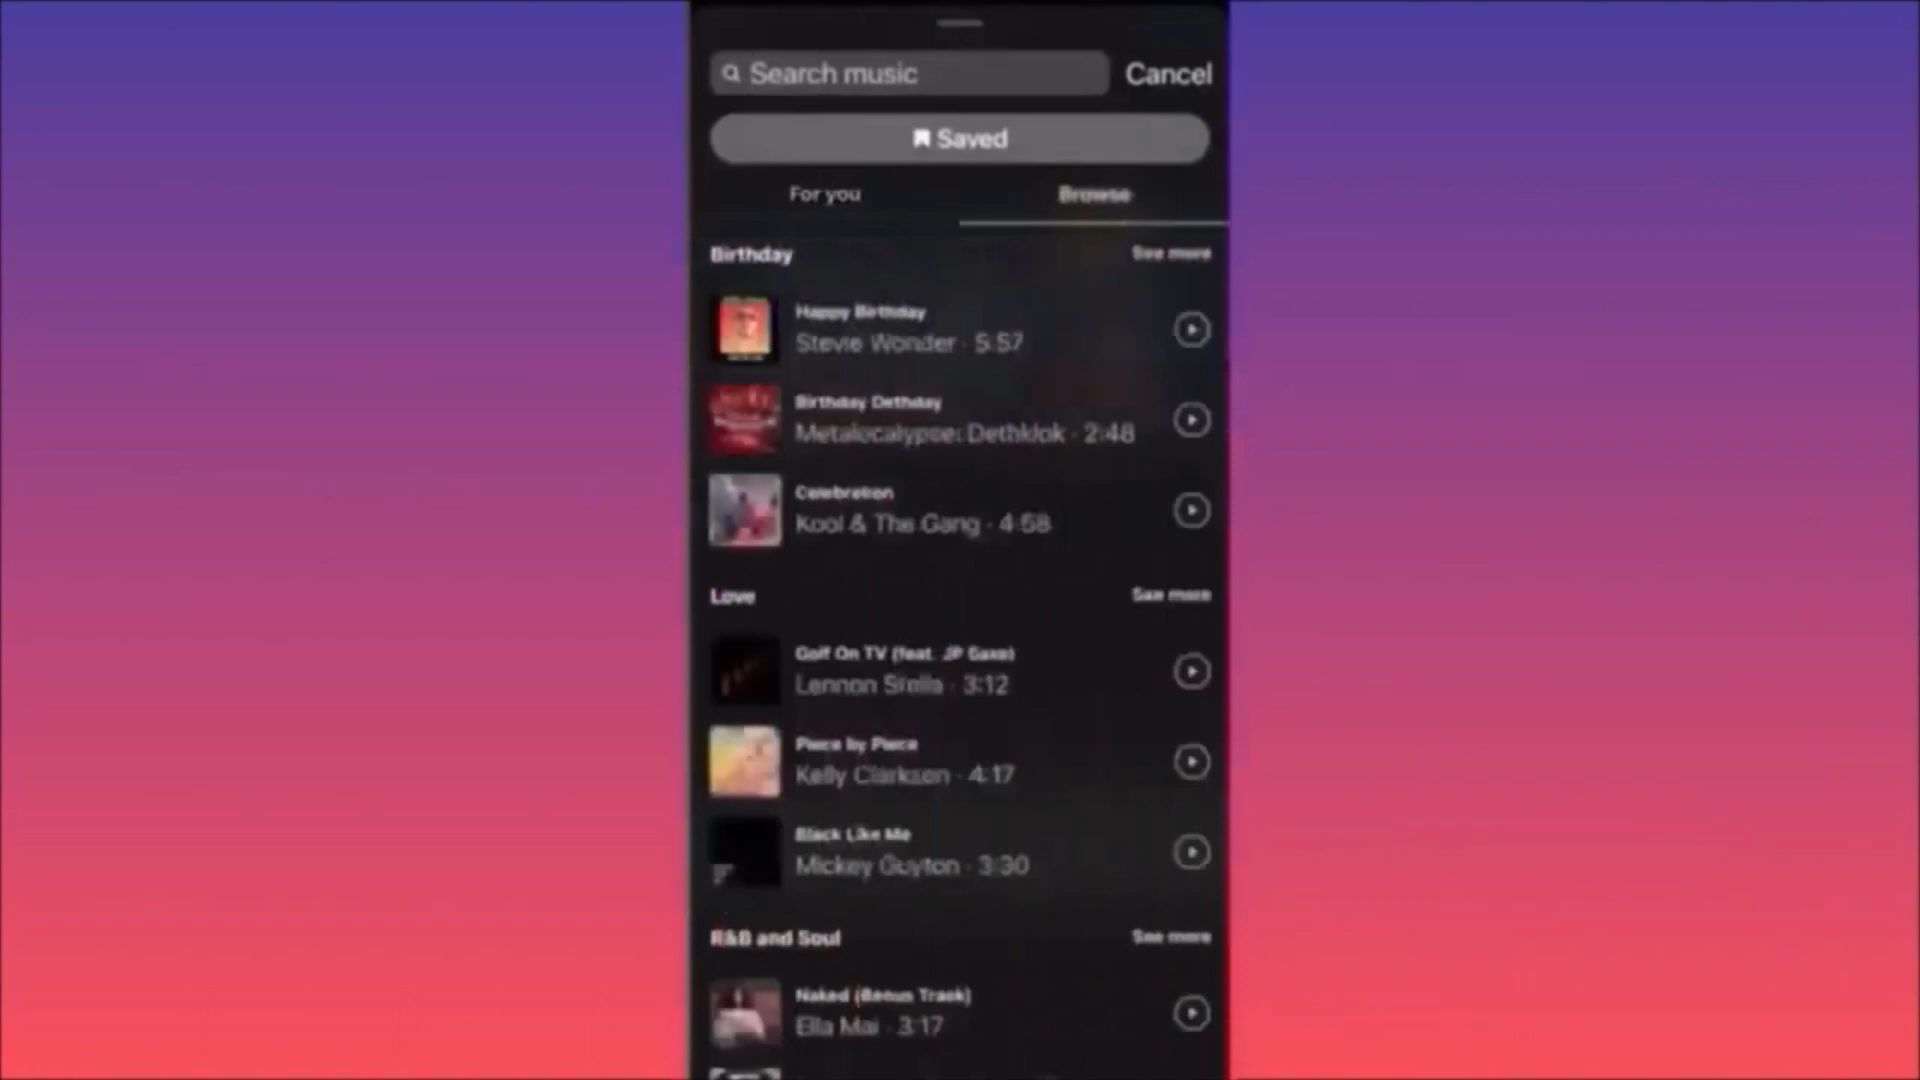 Search music
Cancel
Saved
For you
Browse
Birthday
See more
Happy Birthday
Stevie Wonder · 5:57
Birthday Dethday
Metalocalypse: Dethklok · 2:48
Celebration
Kool & The Gang · 4:58
Love
See more
Golf On TV (feat. JP Saxe)
Lennon Stella · 3:12
Piece by Piece
Kelly Clarkson · 4:17
Black Like Me
Mickey Guyton · 3:30
R&B and Soul
See more
Naked (Bonus Track)
Ella Mai · 3:17